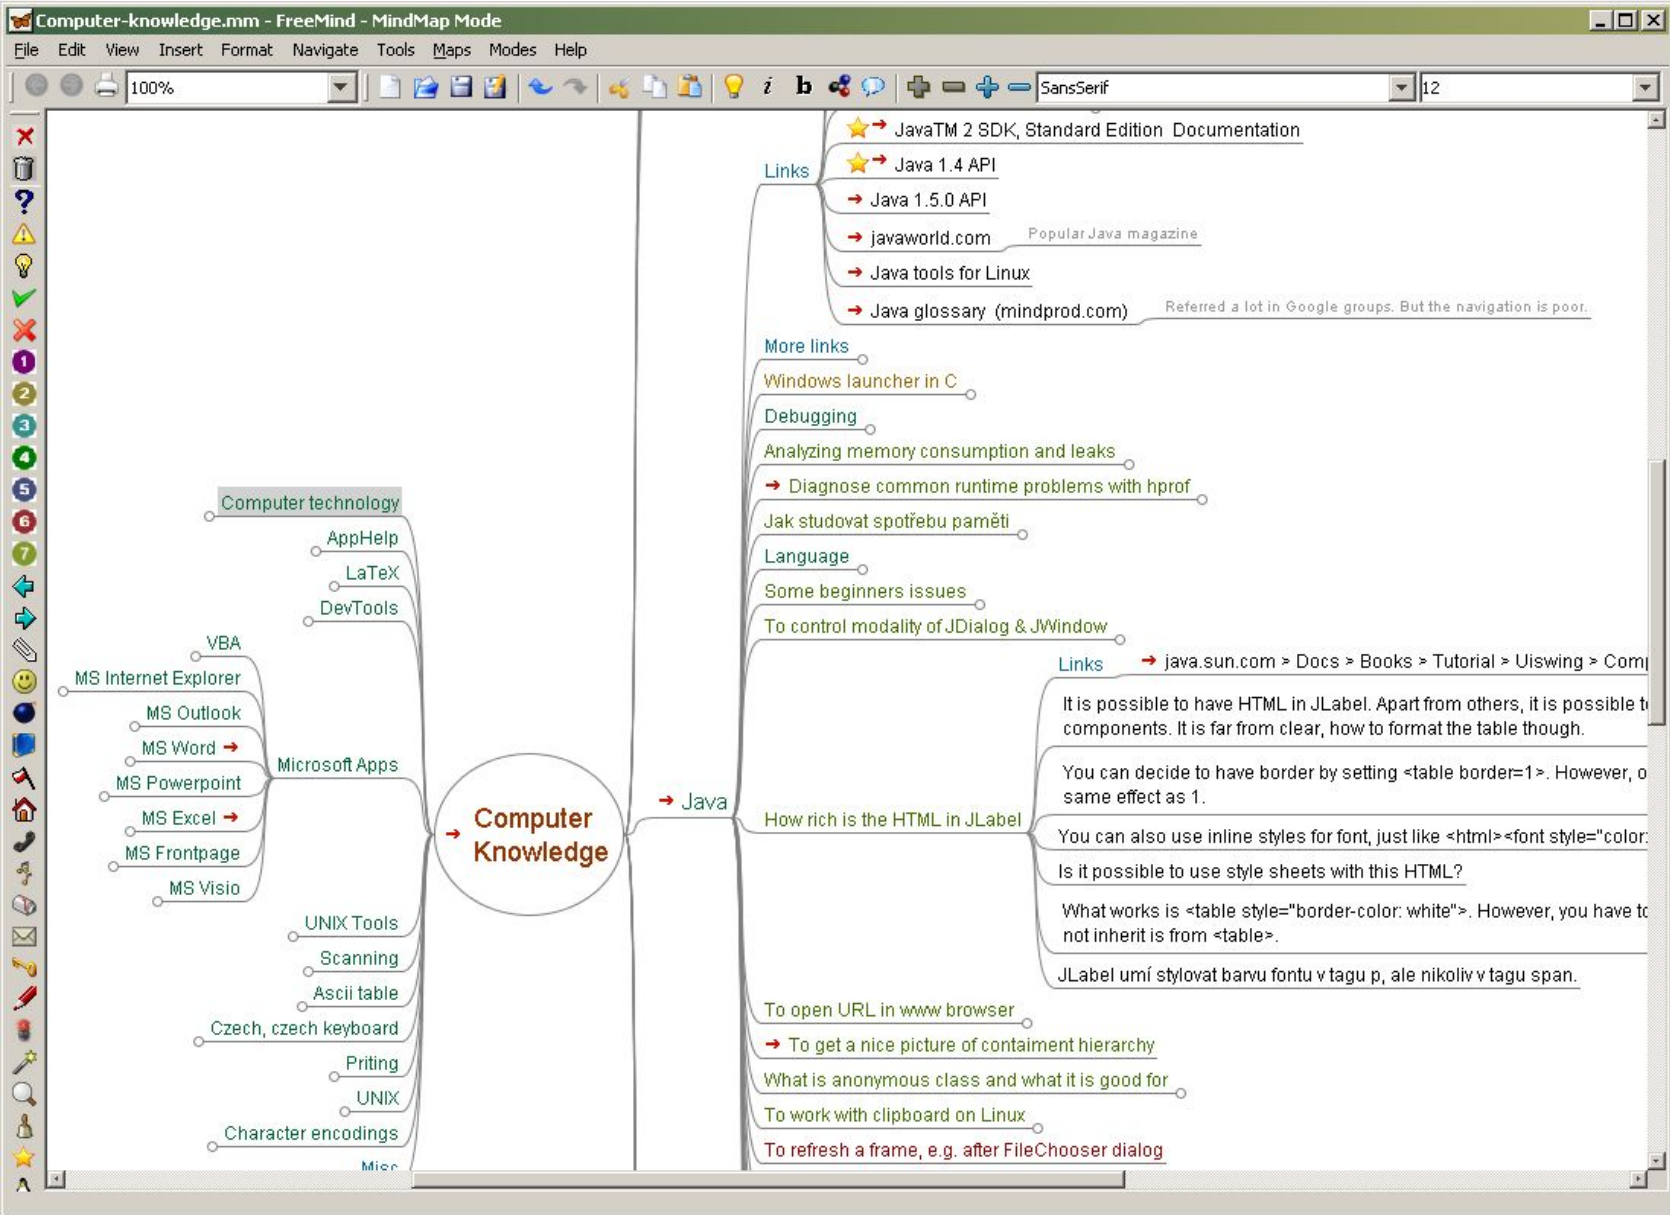 Computer-knowledge.mm - FreeMind - MindMap Mode
File Edit View Insert Format Navigate Tools Maps Modes Help
100%
i b
SansSerif
12
1
2
3
4
5
6
7
Computer technology
AppHelp
LaTeX
DevTools
VBA
MS Internet Explorer
MS Outlook
MS Word
MS Powerpoint
MS Excel
MS Frontpage
MS Visio
Microsoft Apps
UNIX Tools
Scanning
Ascii table
Czech, czech keyboard
Priting
UNIX
Character encodings
Misc
Computer
Knowledge
Java
Links
JavaTM 2 SDK, Standard Edition Documentation
Java 1.4 API
Java 1.5.0 API
javaworld.com Popular Java magazine
Java tools for Linux
Java glossary (mindprod.com) Referred a lot in Google groups. But the navigation is poor.
More links
Windows launcher in C
Debugging
Analyzing memory consumption and leaks
Diagnose common runtime problems with hprof
Jak studovat spotřebu paměti
Language
Some beginners issues
To control modality of JDialog & JWindow
How rich is the HTML in JLabel
Links java.sun.com > Docs > Books > Tutorial > Uiswing > Com
It is possible to have HTML in JLabel. Apart from others, it is possible t
components. It is far from clear, how to format the table though.
You can decide to have border by setting <table border=1>. However, o
same effect as 1.
You can also use inline styles for font, just like <html><font style="color:
Is it possible to use style sheets with this HTML?
What works is <table style="border-color: white">. However, you have to
not inherit is from <table>.
JLabel umí stylovat barvu fontu v tagu p, ale nikoliv v tagu span.
To open URL in www browser
To get a nice picture of contaiment hierarchy
What is anonymous class and what it is good for
To work with clipboard on Linux
To refresh a frame, e.g. after FileChooser dialog